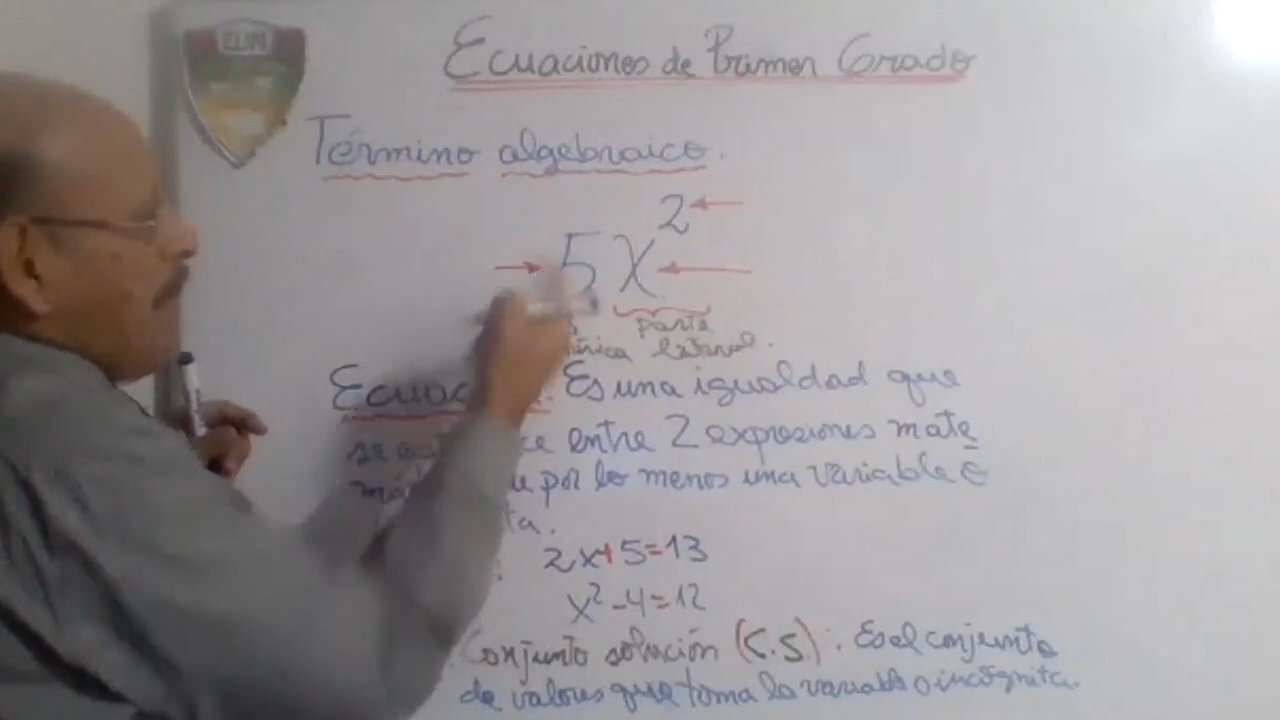 ELIM
Ecuaciones de Primer Grado
Término algebraico.
5x²
parte
literal.
Es una igualdad que
entre 2 expresiones mate
por lo menos una variable o
2x+5=13
x²-4=12
Conjunto solución (C.S.): Es el conjunto
de valores que toma la variable o incógnita.